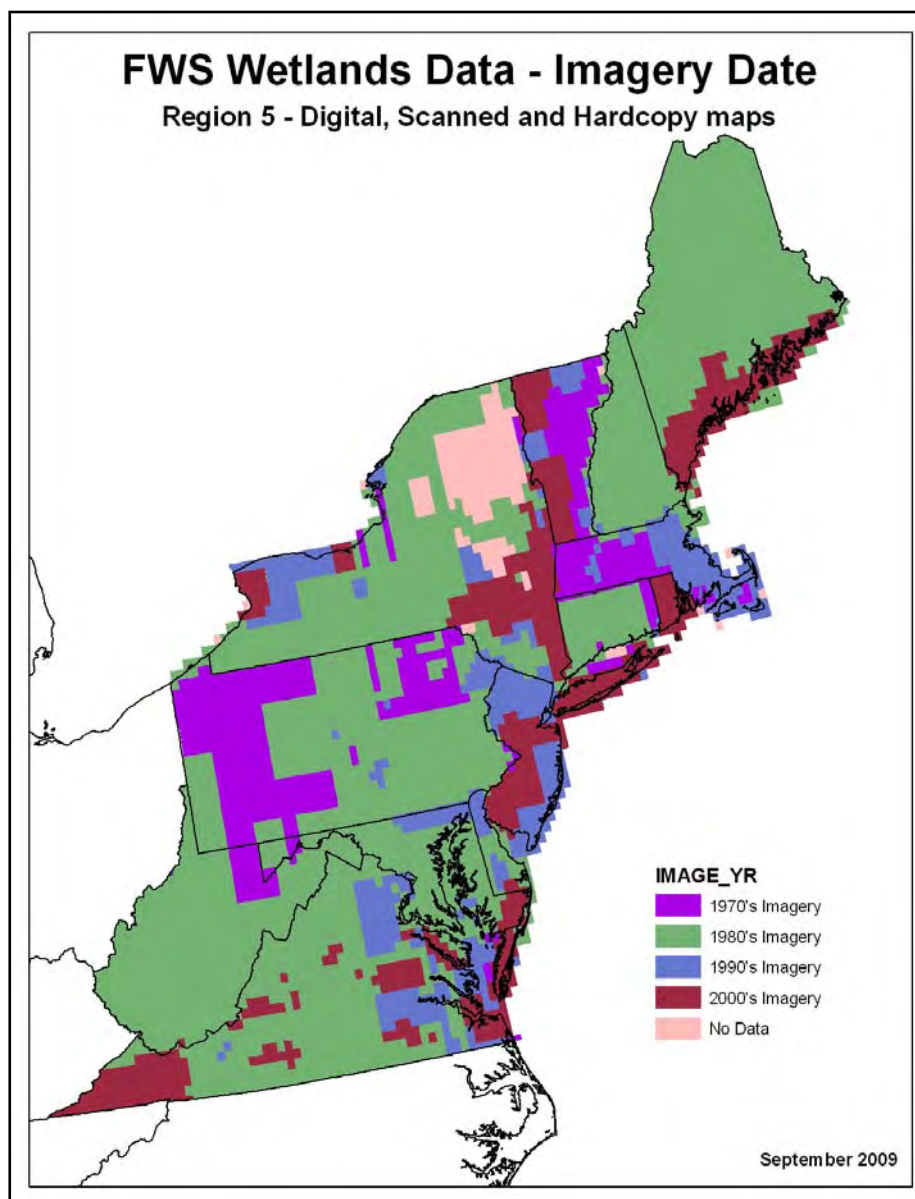 FWS Wetlands Data - Imagery Date
Region 5 - Digital, Scanned and Hardcopy maps
IMAGE_YR
1970's Imagery
1980's Imagery
1990's Imagery
2000's Imagery
No Data
September 2009